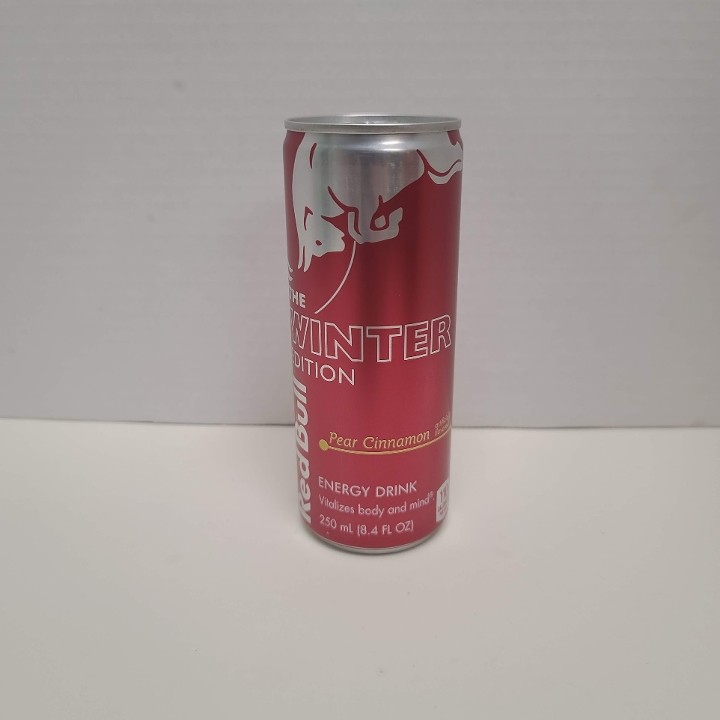 THE
WINTER
EDITION
Red Bull
Pear Cinnamon
ENERGY DRINK
Vitalizes body and mind®
250 mL (8.4 FL OZ)